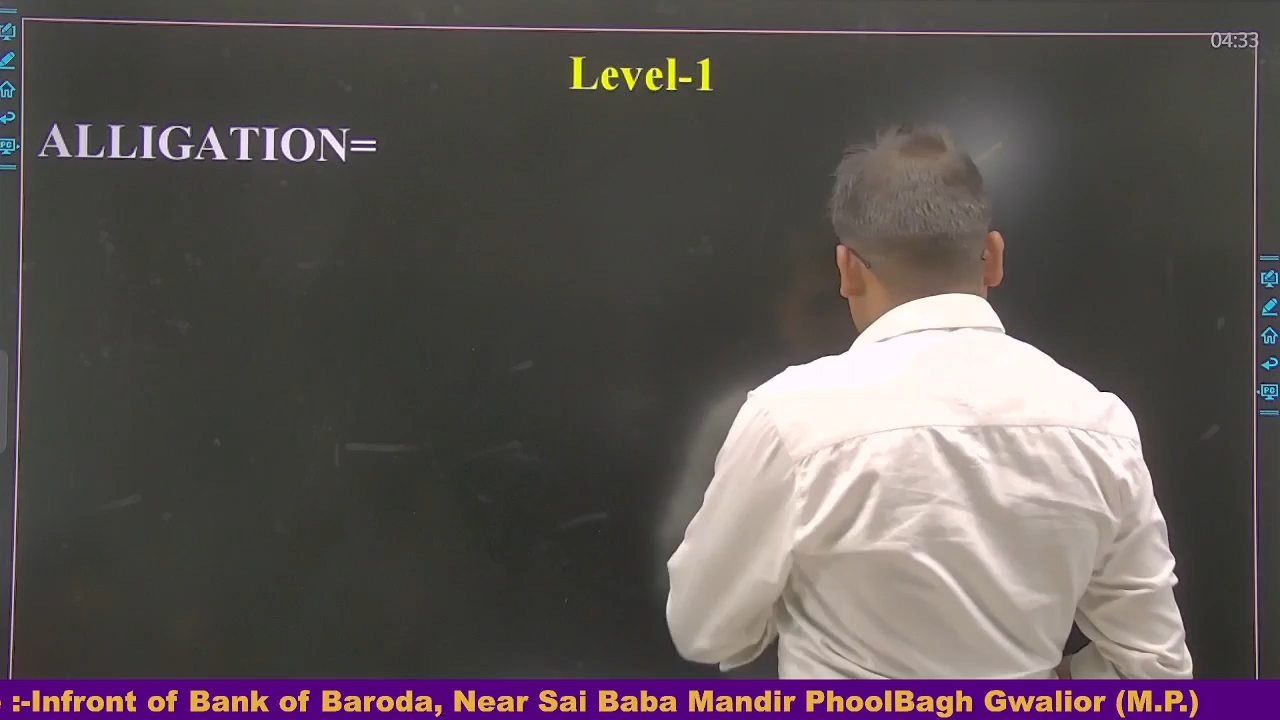 04:33
Level-1
ALLIGATION=
:-Infront of Bank of Baroda, Near Sai Baba Mandir PhoolBagh Gwalior (M.P.)